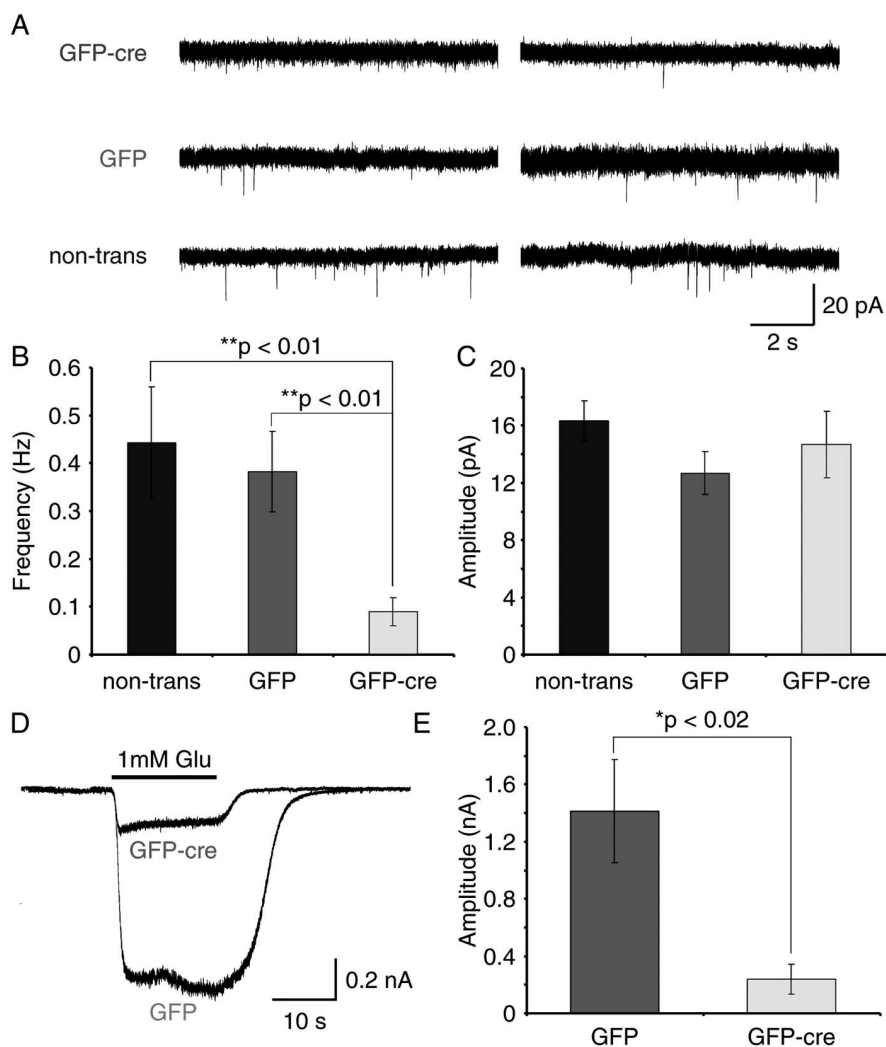 A
GFP-cre
GFP
non-trans
20 pA
2 s
B
**p < 0.01
**p < 0.01
Frequency (Hz)
0.6
0.5
0.4
0.3
0.2
0.1
0
non-trans GFP GFP-cre
C
Amplitude (pA)
20
16
12
8
4
0
non-trans GFP GFP-cre
D
1mM Glu
GFP-cre
GFP
0.2 nA
10 s
E
*p < 0.02
Amplitude (nA)
2.0
1.6
1.2
0.8
0.4
0
GFP GFP-cre